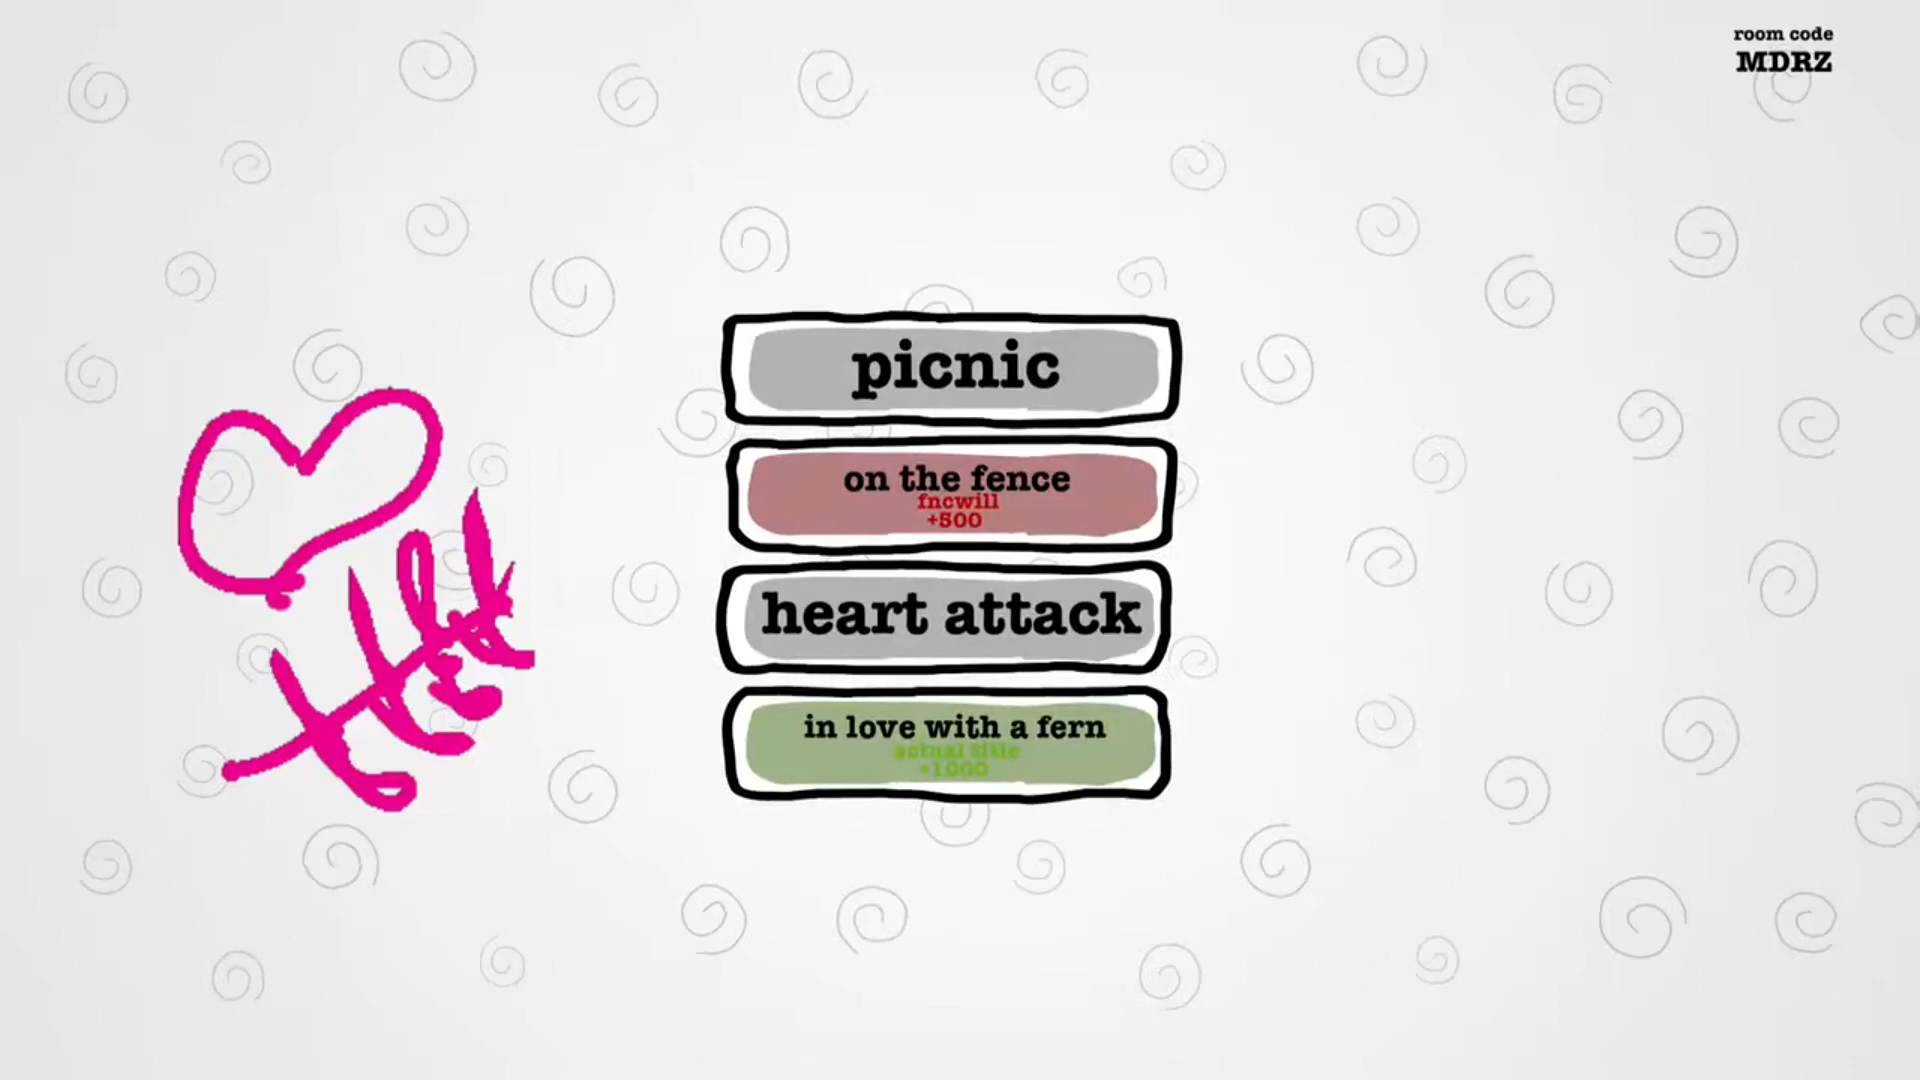 room code
MDRZ
picnic
on the fence
fncwill
+500
heart attack
in love with a fern
actual title
+1000